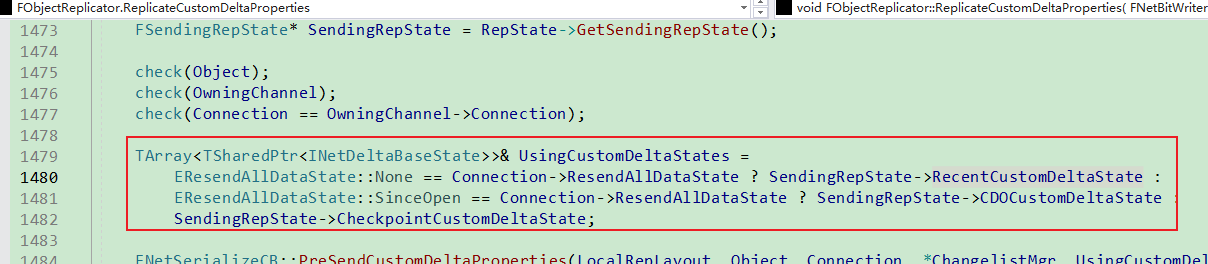 FObjectReplicator.ReplicateCustomDeltaProperties
void FObjectReplicator::ReplicateCustomDeltaProperties( FNetBitWriter
1473 FSendingRepState* SendingRepState = RepState->GetSendingRepState();
1474
1475 check(Object);
1476 check(OwningChannel);
1477 check(Connection == OwningChannel->Connection);
1478
1479 TArray<TSharedPtr<INetDeltaBaseState>>& UsingCustomDeltaStates =
1480 EResendAllDataState::None == Connection->ResendAllDataState ? SendingRepState->RecentCustomDeltaState :
1481 EResendAllDataState::SinceOpen == Connection->ResendAllDataState ? SendingRepState->CDOCustomDeltaState :
1482 SendingRepState->CheckpointCustomDeltaState;
1483
1484 FNetSerializeCB::PreSendCustomDeltaProperties(LocalRepLayout, Object, Connection, *ChangelistMgr, UsingCustomDel